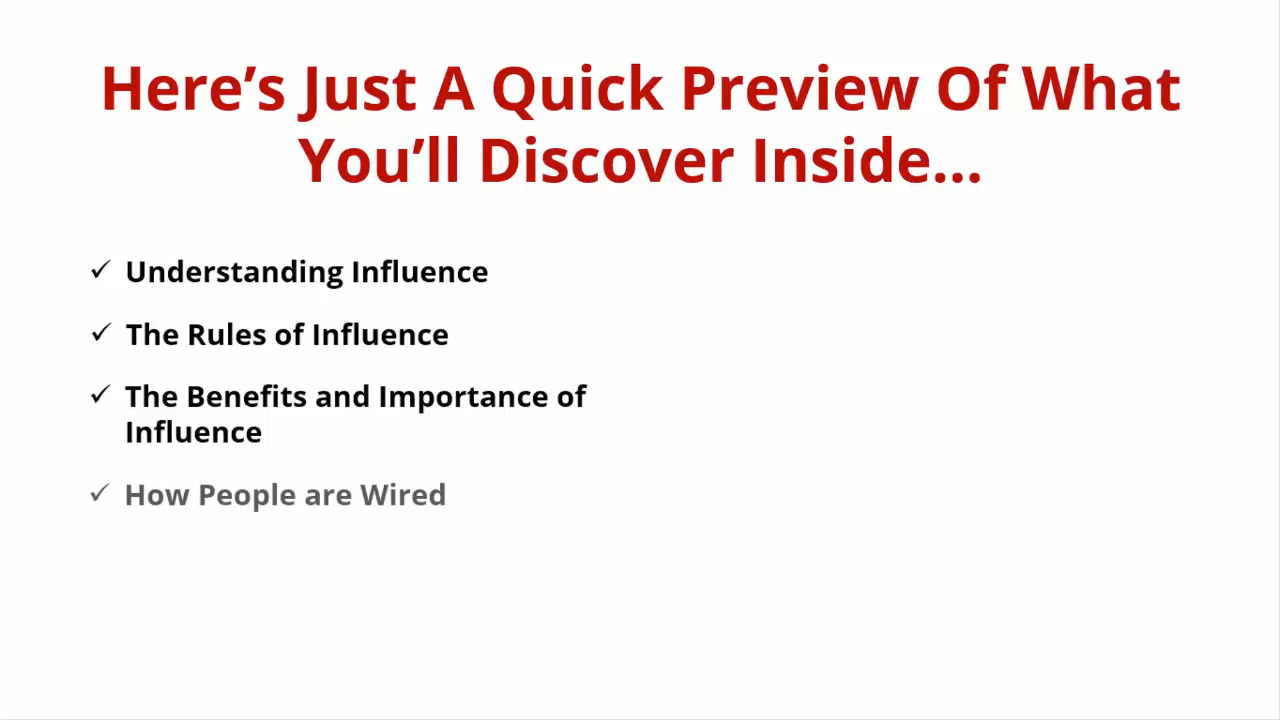 Here’s Just A Quick Preview Of What
You’ll Discover Inside...
✓ Understanding Influence
✓ The Rules of Influence
✓ The Benefits and Importance of
Influence
✓ How People are Wired